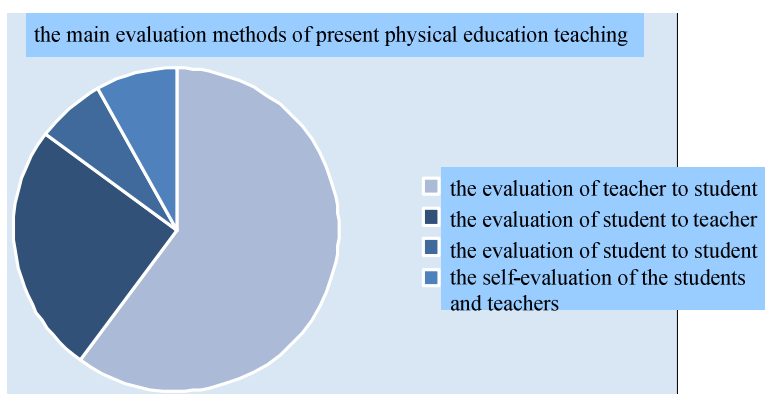 the main evaluation methods of present physical education teaching
the evaluation of teacher to student
the evaluation of student to teacher
the evaluation of student to student
the self-evaluation of the students
and teachers